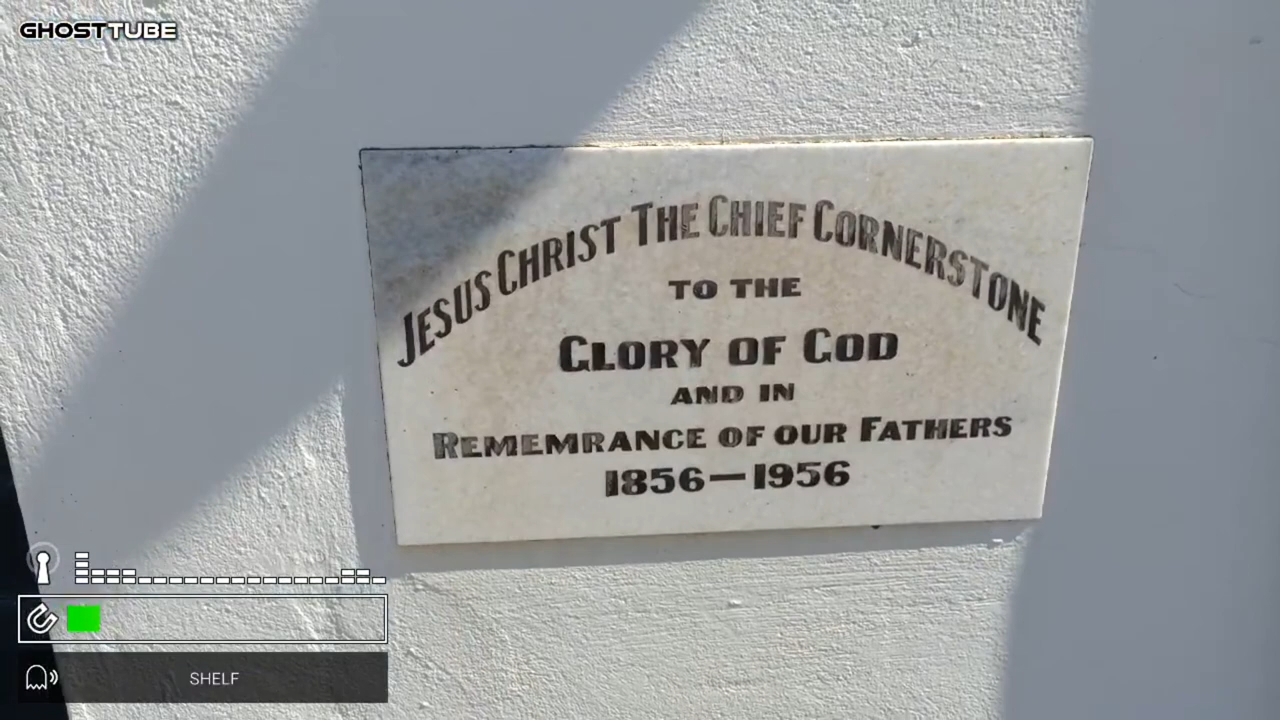 GHOSTTUBE
JESUS CHRIST THE CHIEF CORNERSTONE
TO THE
GLORY OF GOD
AND IN
REMEMRANCE OF OUR FATHERS
1856—1956
SHELF